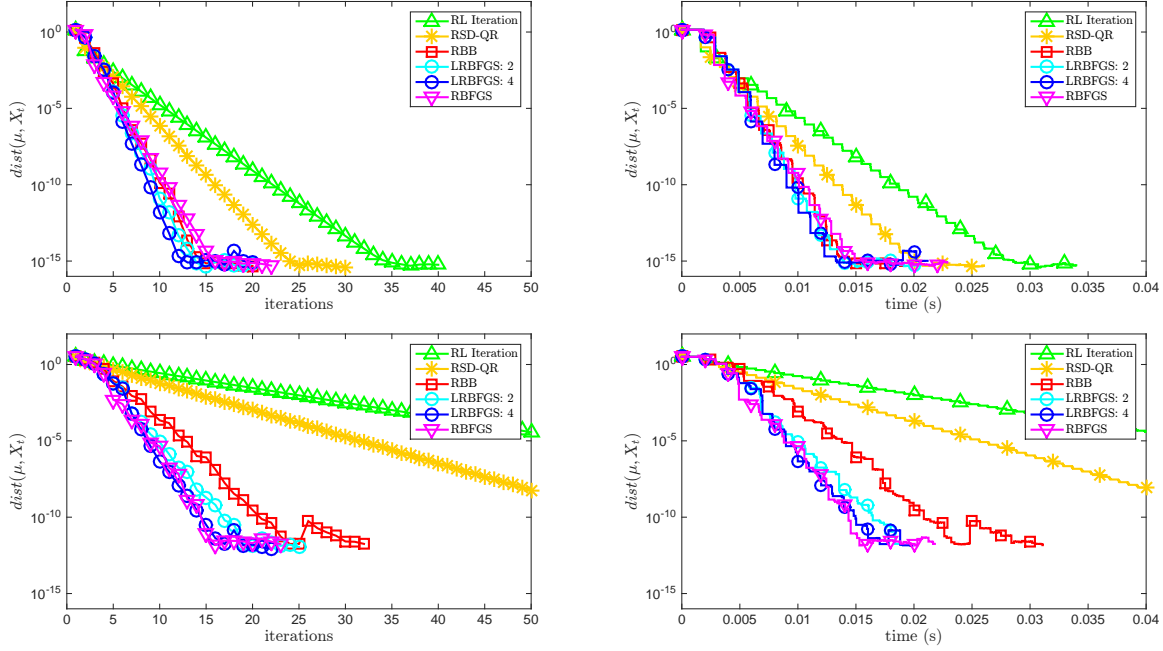 10^0
10^-5
10^-10
10^-15
dist(μ, X_t)
0 5 10 15 20 25 30 35 40 45 50
iterations
RL Iteration
RSD-QR
RBB
LRBFGS: 2
LRBFGS: 4
RBFGS
10^0
10^-5
10^-10
10^-15
dist(μ, X_t)
0 0.005 0.01 0.015 0.02 0.025 0.03 0.035 0.04
time (s)
RL Iteration
RSD-QR
RBB
LRBFGS: 2
LRBFGS: 4
RBFGS
10^0
10^-5
10^-10
10^-15
dist(μ, X_t)
0 5 10 15 20 25 30 35 40 45 50
iterations
RL Iteration
RSD-QR
RBB
LRBFGS: 2
LRBFGS: 4
RBFGS
10^0
10^-5
10^-10
10^-15
dist(μ, X_t)
0 0.005 0.01 0.015 0.02 0.025 0.03 0.035 0.04
time (s)
RL Iteration
RSD-QR
RBB
LRBFGS: 2
LRBFGS: 4
RBFGS